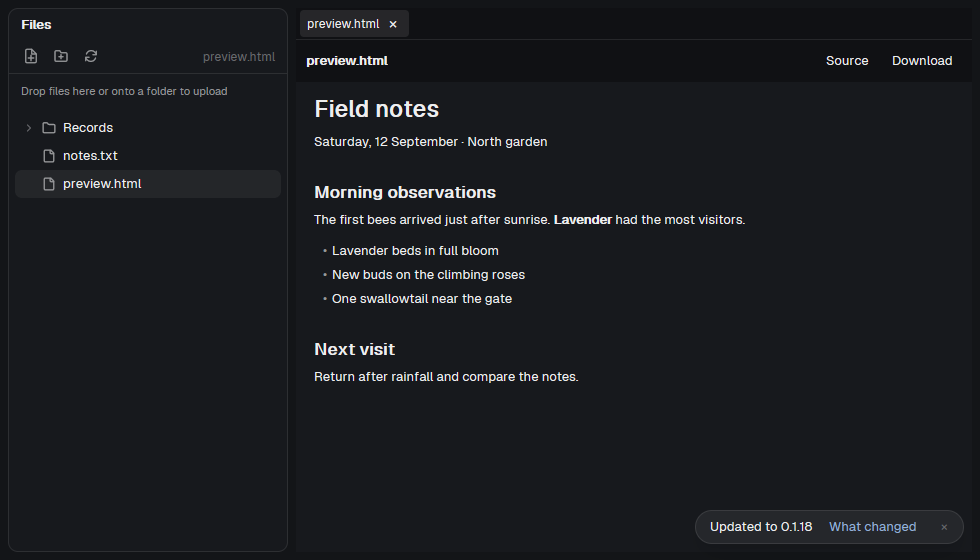 Files
preview.html
Drop files here or onto a folder to upload
Records
notes.txt
preview.html
preview.html ×
preview.html
Source
Download
Field notes
Saturday, 12 September · North garden
Morning observations
The first bees arrived just after sunrise. Lavender had the most visitors.
• Lavender beds in full bloom
• New buds on the climbing roses
• One swallowtail near the gate
Next visit
Return after rainfall and compare the notes.
Updated to 0.1.18 What changed ×